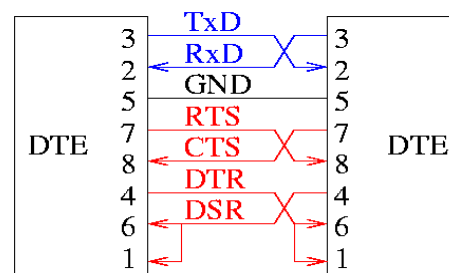 3 TxD 3
2 RxD 2
5 GND 5
7 RTS 7
DTE 8 CTS 8 DTE
4 DTR 4
6 DSR 6
1 1